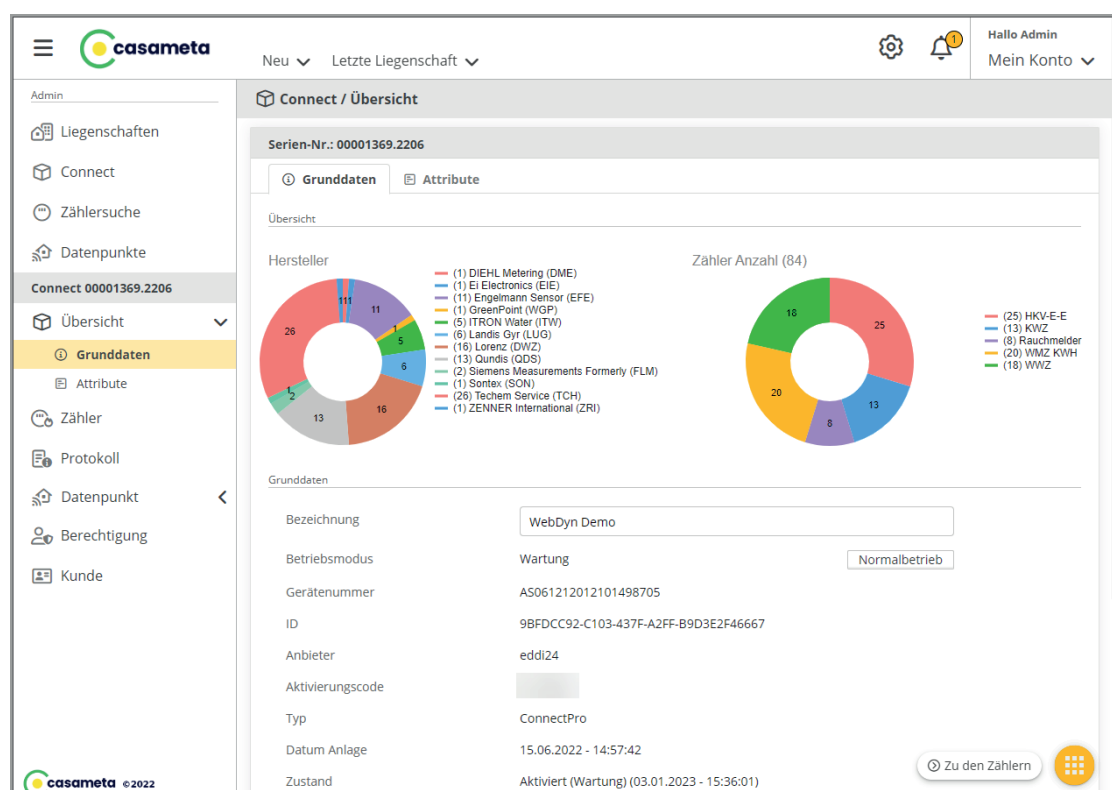 casameta
Neu
Letzte Liegenschaft
1
Hallo Admin
Mein Konto
Admin
Liegenschaften
Connect
Zählersuche
Datenpunkte
Connect 00001369.2206
Übersicht
Grunddaten
Attribute
Zähler
Protokoll
Datenpunkt
Berechtigung
Kunde
casameta ©2022
Connect / Übersicht
Serien-Nr.: 00001369.2206
Grunddaten
Attribute
Übersicht
Hersteller
1
1
1
11
1
5
6
16
13
2
1
26
(1) DIEHL Metering (DME)
(1) Ei Electronics (EIE)
(11) Engelmann Sensor (EFE)
(1) GreenPoint (WGP)
(5) ITRON Water (ITW)
(6) Landis Gyr (LUG)
(16) Lorenz (DWZ)
(13) Qundis (QDS)
(2) Siemens Measurements Formerly (FLM)
(1) Sontex (SON)
(26) Techem Service (TCH)
(1) ZENNER International (ZRI)
Zähler Anzahl (84)
25
13
8
20
18
(25) HKV-E-E
(13) KWZ
(8) Rauchmelder
(20) WMZ KWH
(18) WWZ
Grunddaten
Bezeichnung WebDyn Demo
Betriebsmodus Wartung Normalbetrieb
Gerätenummer AS061212012101498705
ID 9BFDCC92-C103-437F-A2FF-B9D3E2F46667
Anbieter eddi24
Aktivierungscode
Typ ConnectPro
Datum Anlage 15.06.2022 - 14:57:42
Zustand Aktiviert (Wartung) (03.01.2023 - 15:36:01)
Zu den Zählern